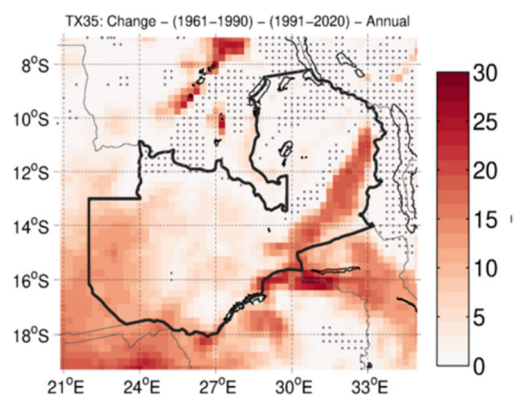 TX35: Change – (1961–1990) – (1991–2020) – Annual
8°S
10°S
12°S
14°S
16°S
18°S
21°E 24°E 27°E 30°E 33°E
30
25
20
15
10
5
0